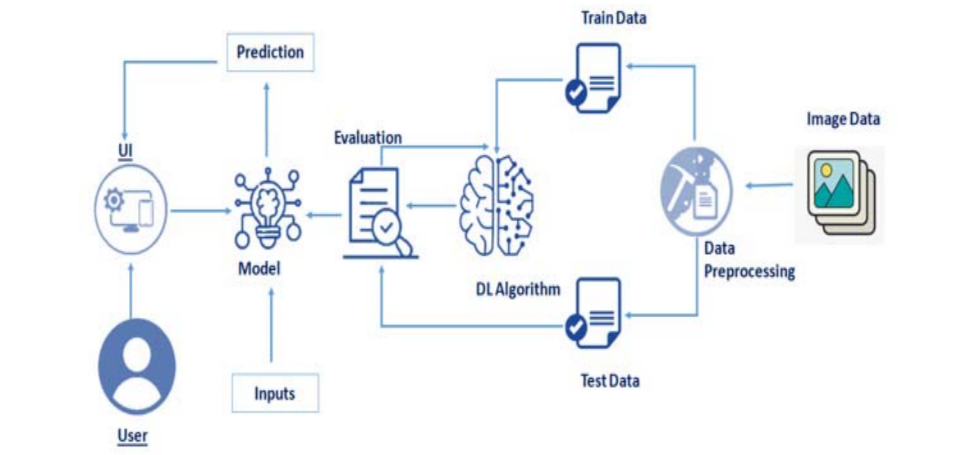 Train Data
Prediction
Image Data
Evaluation
UI
Data
Preprocessing
Model
DL Algorithm
Test Data
Inputs
User